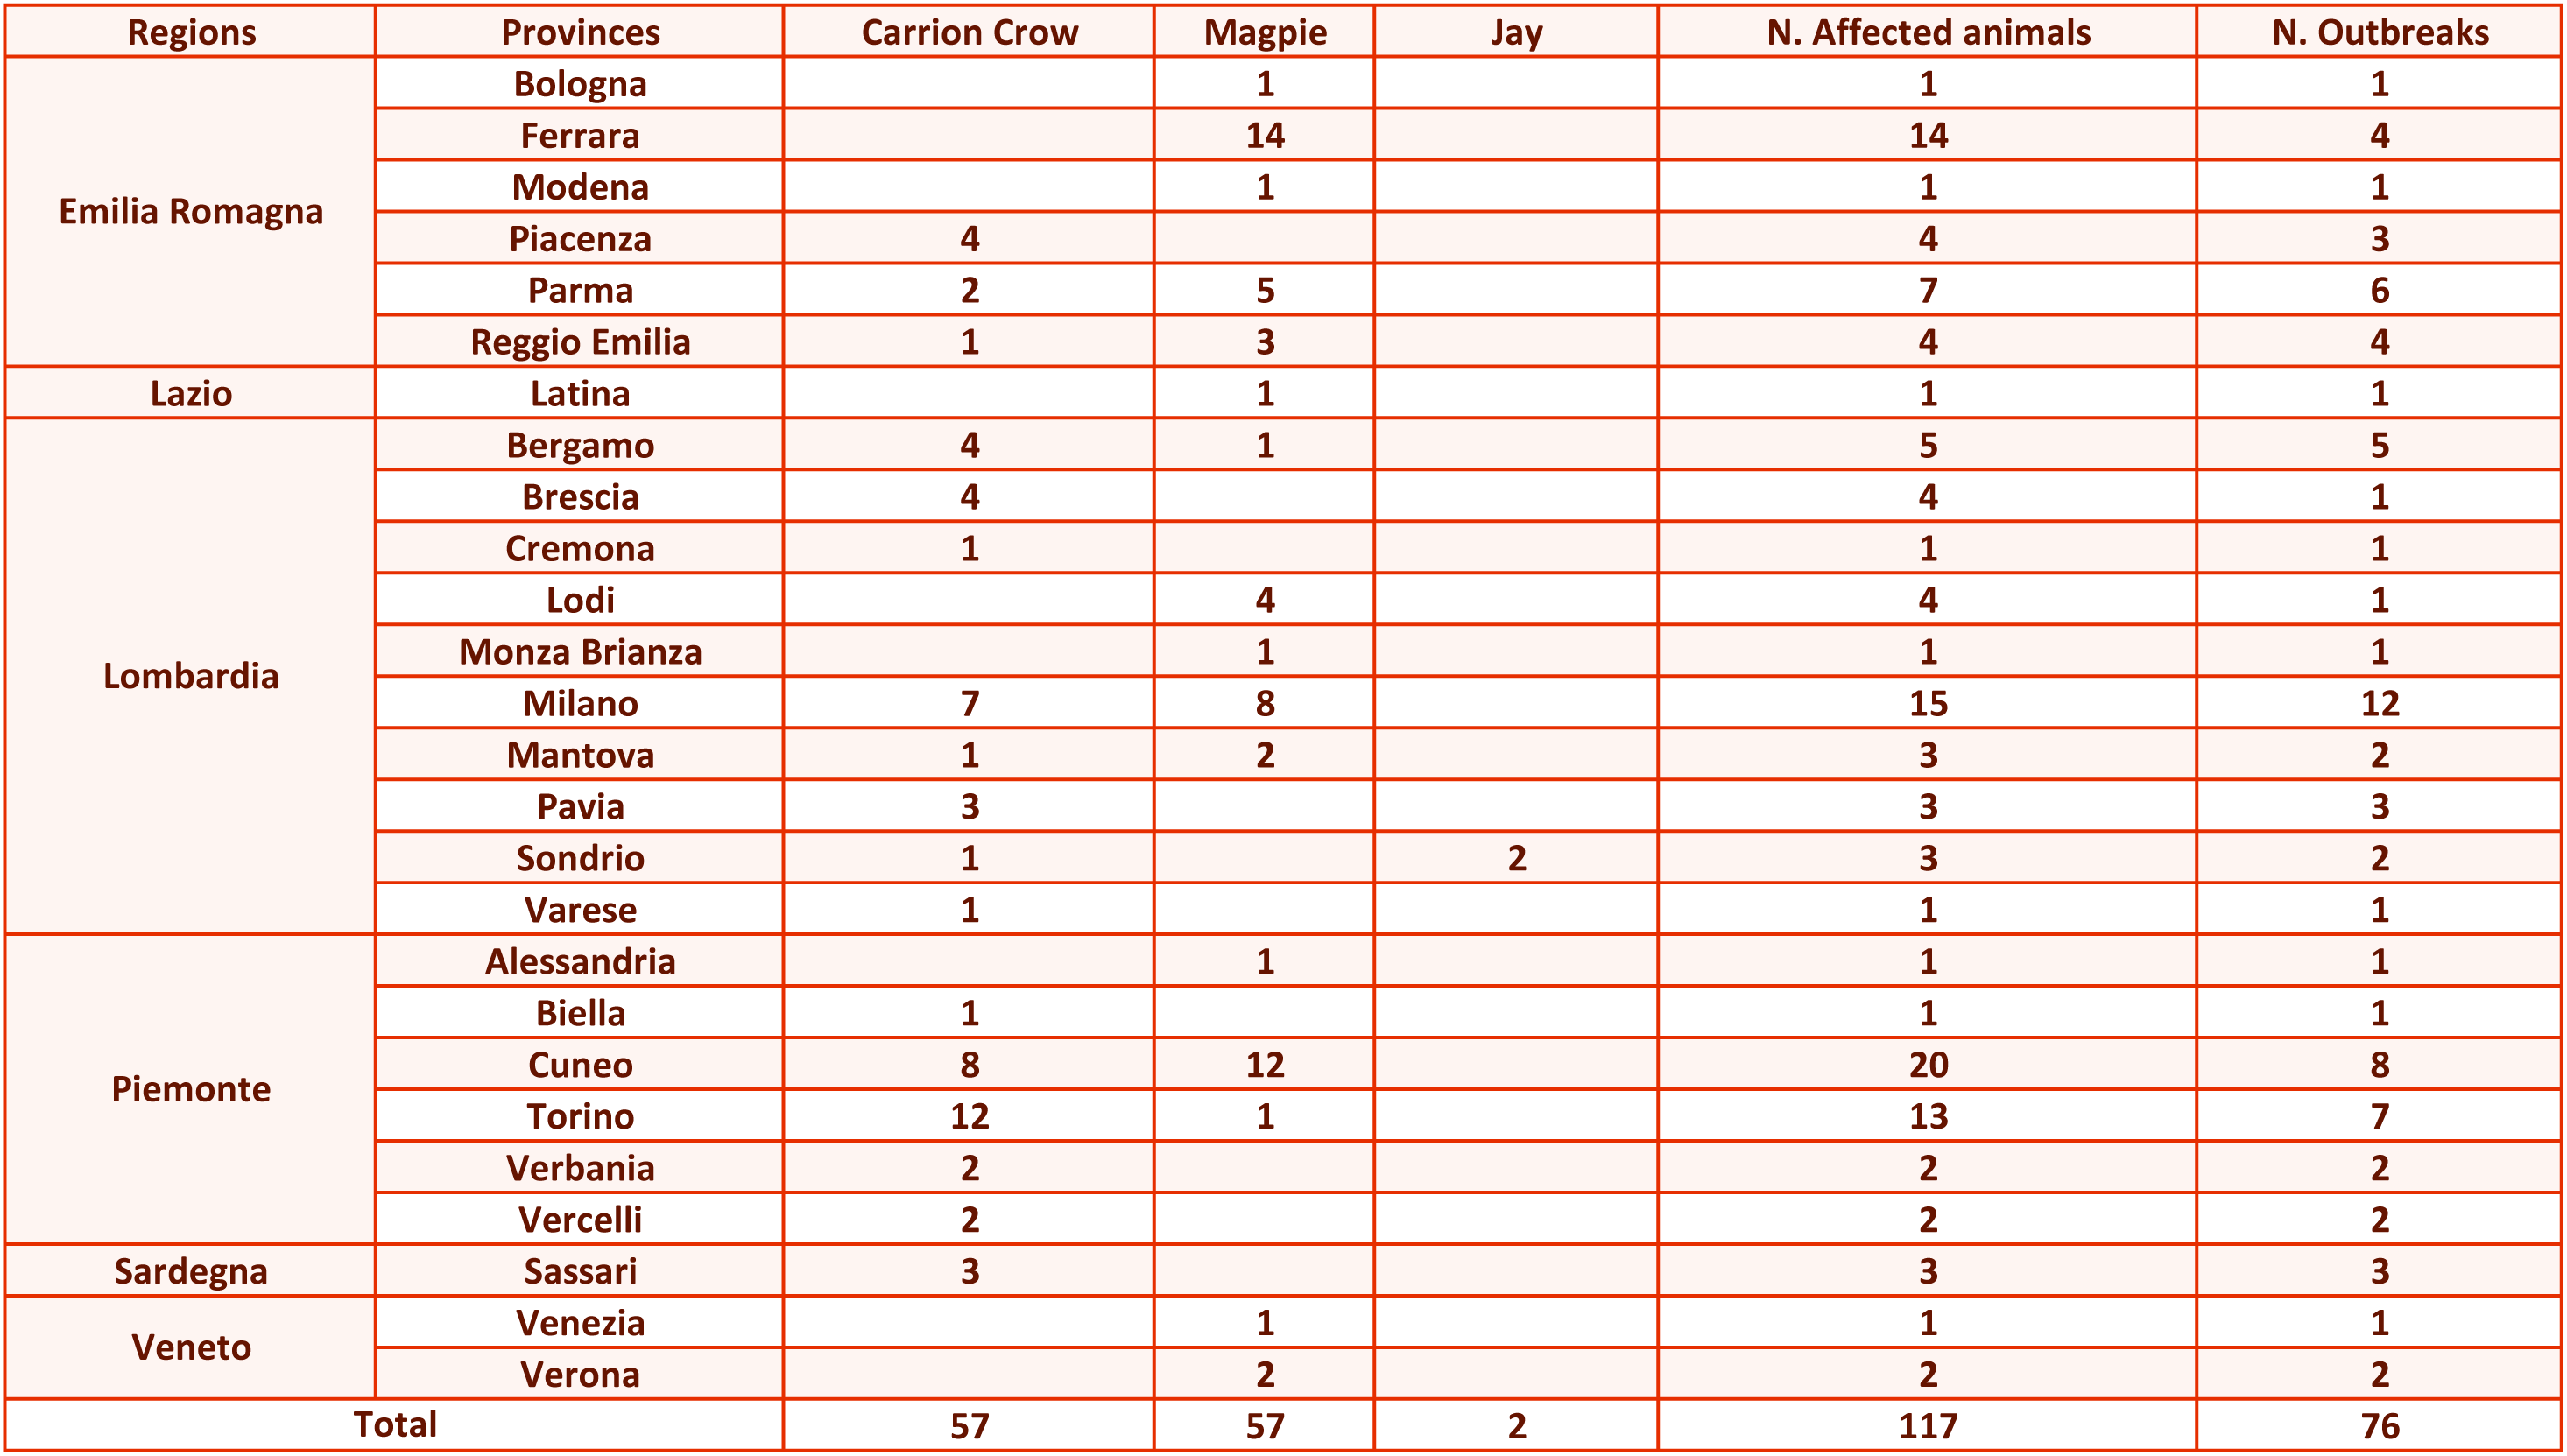 Regions Provinces Carrion Crow Magpie Jay N. Affected animals N. Outbreaks
Emilia Romagna
Bologna 1 1 1
Ferrara 14 14 4
Modena 1 1 1
Piacenza 4 4 3
Parma 2 5 7 6
Reggio Emilia 1 3 4 4
Lazio Latina 1 1 1
Lombardia
Bergamo 4 1 5 5
Brescia 4 4 1
Cremona 1 1 1
Lodi 4 4 1
Monza Brianza 1 1 1
Milano 7 8 15 12
Mantova 1 2 3 2
Pavia 3 3 3
Sondrio 1 2 3 2
Varese 1 1 1
Piemonte
Alessandria 1 1 1
Biella 1 1 1
Cuneo 8 12 20 8
Torino 12 1 13 7
Verbania 2 2 2
Vercelli 2 2 2
Sardegna Sassari 3 3 3
Veneto
Venezia 1 1 1
Verona 2 2 2
Total 57 57 2 117 76